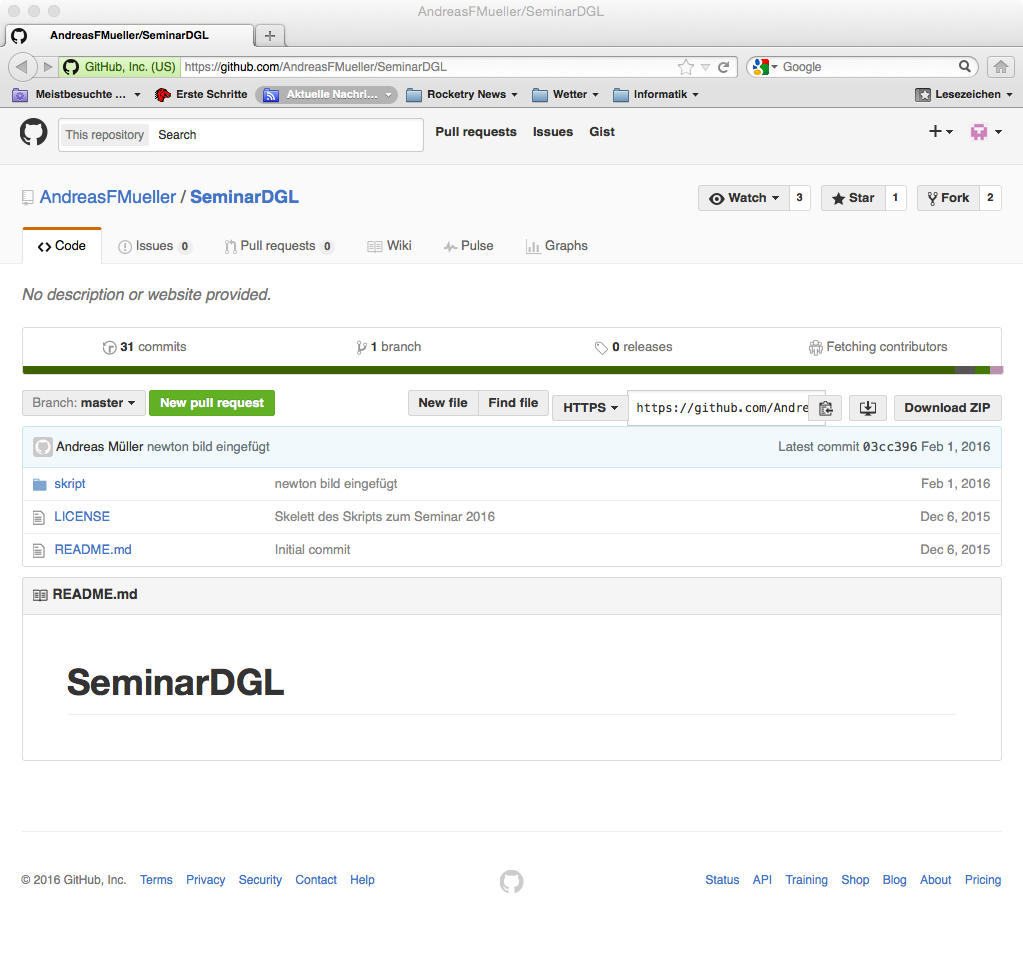 AndreasFMueller/SeminarDGL
AndreasFMueller/SeminarDGL +
GitHub, Inc. (US) https://github.com/AndreasFMueller/SeminarDGL Google
Meistbesuchte ... Erste Schritte Aktuelle Nachri... Rocketry News Wetter Informatik Lesezeichen
This repository Search Pull requests Issues Gist
AndreasFMueller / SeminarDGL Watch 3 Star 1 Fork 2
Code Issues 0 Pull requests 0 Wiki Pulse Graphs
No description or website provided.
31 commits 1 branch 0 releases Fetching contributors
Branch: master New pull request New file Find file HTTPS https://github.com/Andre Download ZIP
Andreas Müller newton bild eingefügt Latest commit 03cc396 Feb 1, 2016
skript newton bild eingefügt Feb 1, 2016
LICENSE Skelett des Skripts zum Seminar 2016 Dec 6, 2015
README.md Initial commit Dec 6, 2015
README.md
SeminarDGL
© 2016 GitHub, Inc. Terms Privacy Security Contact Help Status API Training Shop Blog About Pricing